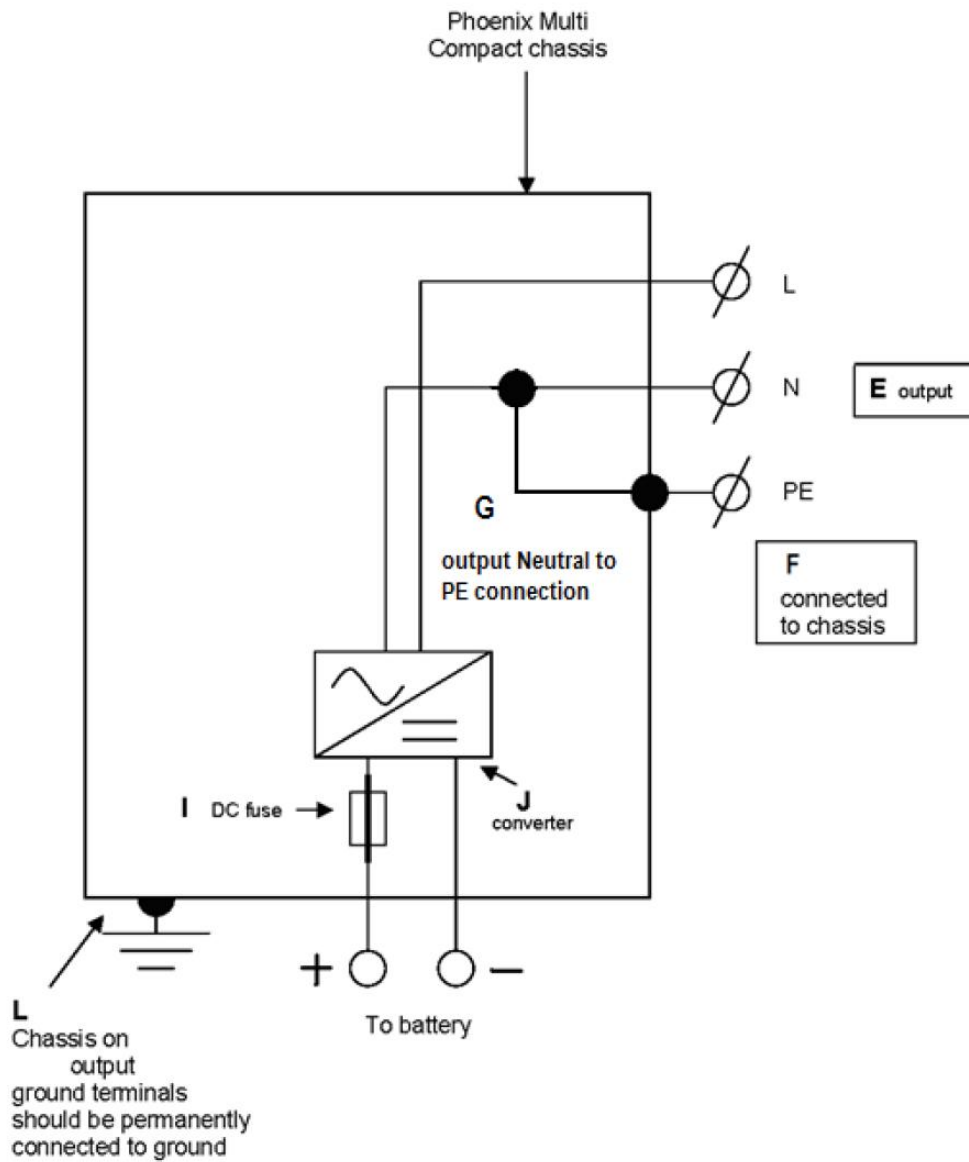 Phoenix Multi
Compact chassis
L
N
E output
PE
G
output Neutral to
PE connection
F
connected
to chassis
I DC fuse
J
converter
+
−
To battery
L
Chassis on
output
ground terminals
should be permanently
connected to ground